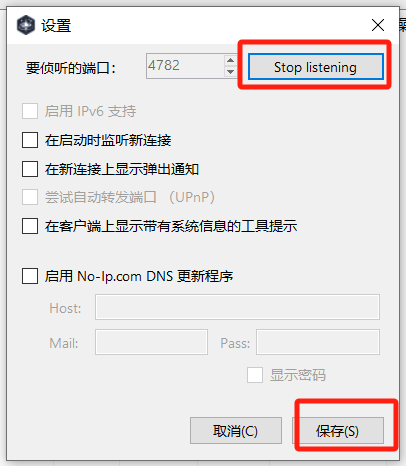 设置
要侦听的端口: 4782 Stop listening
启用 IPv6 支持
在启动时监听新连接
在新连接上显示弹出通知
尝试自动转发端口 （UPnP）
在客户端上显示带有系统信息的工具提示
启用 No-Ip.com DNS 更新程序
Host:
Mail: Pass:
显示密码
取消(C) 保存(S)